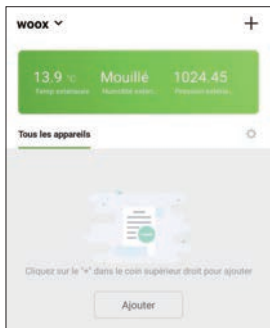 woox
13.9 °C Mouillé 1024.45
Temp extérieure Humidité extéri... Pression extérie...
Tous les appareils
Cliquez sur le "+" dans le coin supérieur droit pour ajouter
Ajouter